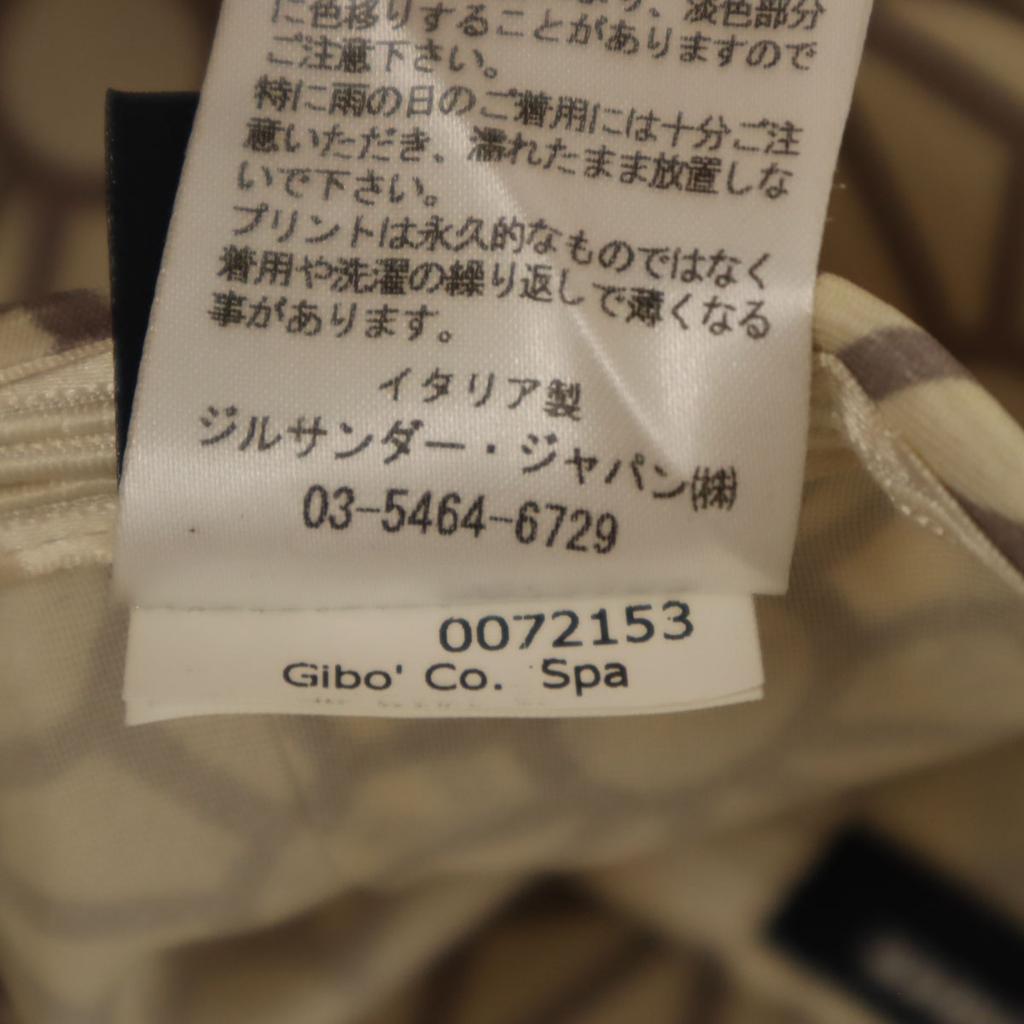 淡色部分
に色移りすることがありますので
ご注意下さい。
特に雨の日のご着用には十分ご注
意いただき、濡れたまま放置しな
いで下さい。
プリントは永久的なものではなく
着用や洗濯の繰り返しで薄くなる
事があります。
イタリア製
ジルサンダー・ジャパン㈱
03-5464-6729
0072153
Gibo' Co. Spa